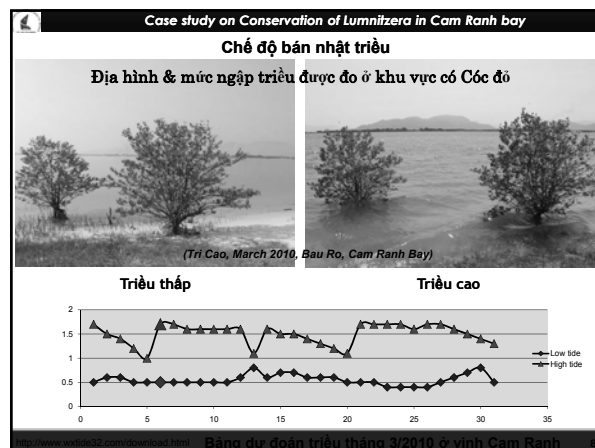 Case study on Conservation of Lumnitzera in Cam Ranh bay
Chế độ bán nhật triều
Địa hình & mức ngập triều được đo ở khu vực có Cóc đỏ
(Tri Cao, March 2010, Bau Ro, Cam Ranh Bay)
Triều thấp
Triều cao
2
1.5
1
0.5
0
0 5 10 15 20 25 30 35
Low tide
High tide
http://www.wxtide32.com/download.html Bảng dự đoán triều tháng 3/2010 ở vịnh Cam Ranh